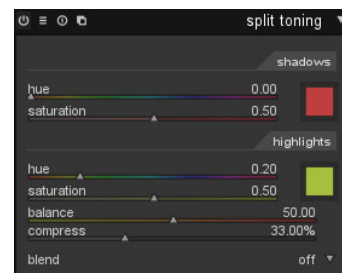 split toning
shadows
hue 0.00
saturation 0.50
highlights
hue 0.20
saturation 0.50
balance 50.00
compress 33.00%
blend off